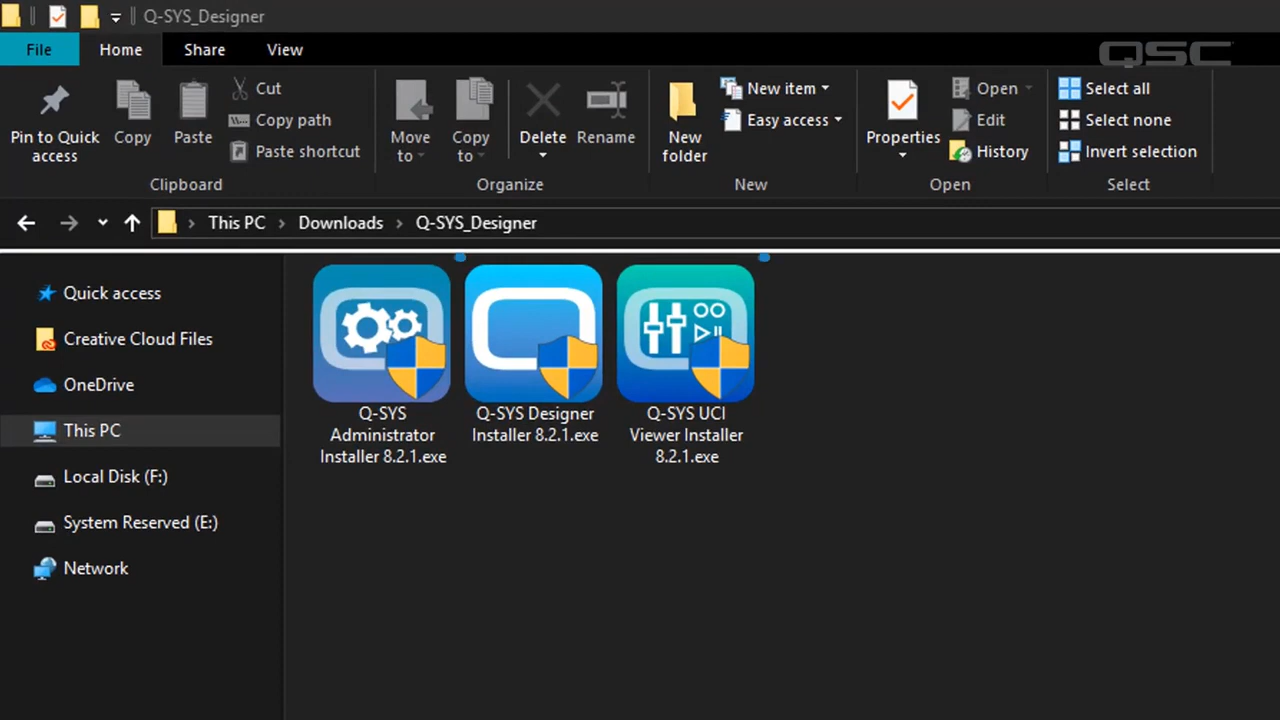 Q-SYS_Designer
File Home Share View
QSC
Pin to Quick
access
Copy
Paste
Cut
Copy path
Paste shortcut
Move
to
Copy
to
Delete
Rename
New
folder
New item
Easy access
Properties
Open
Edit
History
Select all
Select none
Invert selection
Clipboard Organize New Open Select
This PC Downloads Q-SYS_Designer
Quick access
Creative Cloud Files
OneDrive
This PC
Local Disk (F:)
System Reserved (E:)
Network
Q-SYS
Administrator
Installer 8.2.1.exe
Q-SYS Designer
Installer 8.2.1.exe
Q-SYS UCI
Viewer Installer
8.2.1.exe